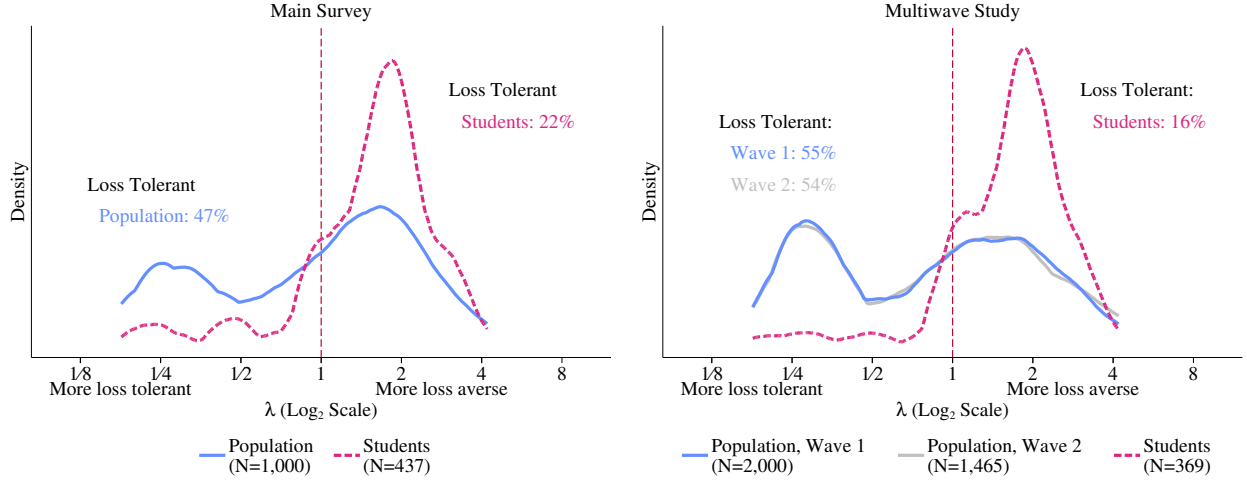 Main Survey
Density
Loss Tolerant
Students: 22%
Loss Tolerant
Population: 47%
1/8
1/4
1/2
1
2
4
8
More loss tolerant
More loss averse
λ (Log₂ Scale)
Population
(N=1,000)
Students
(N=437)
Multiwave Study
Density
Loss Tolerant:
Students: 16%
Loss Tolerant:
Wave 1: 55%
Wave 2: 54%
1/8
1/4
1/2
1
2
4
8
More loss tolerant
More loss averse
λ (Log₂ Scale)
Population, Wave 1
(N=2,000)
Population, Wave 2
(N=1,465)
Students
(N=369)